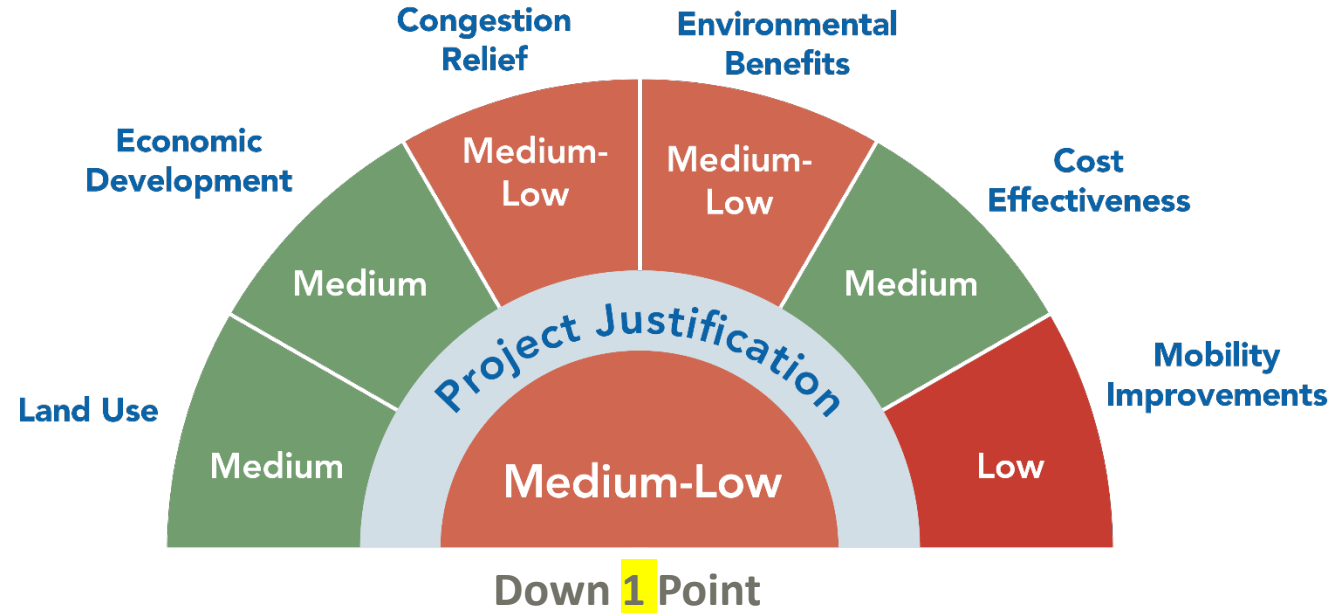 Congestion
Relief
Environmental
Benefits
Economic
Development
Medium-
Low
Medium-
Low
Cost
Effectiveness
Medium
Medium
Project Justification
Mobility
Improvements
Land Use
Medium
Medium-Low
Low
Down 1 Point